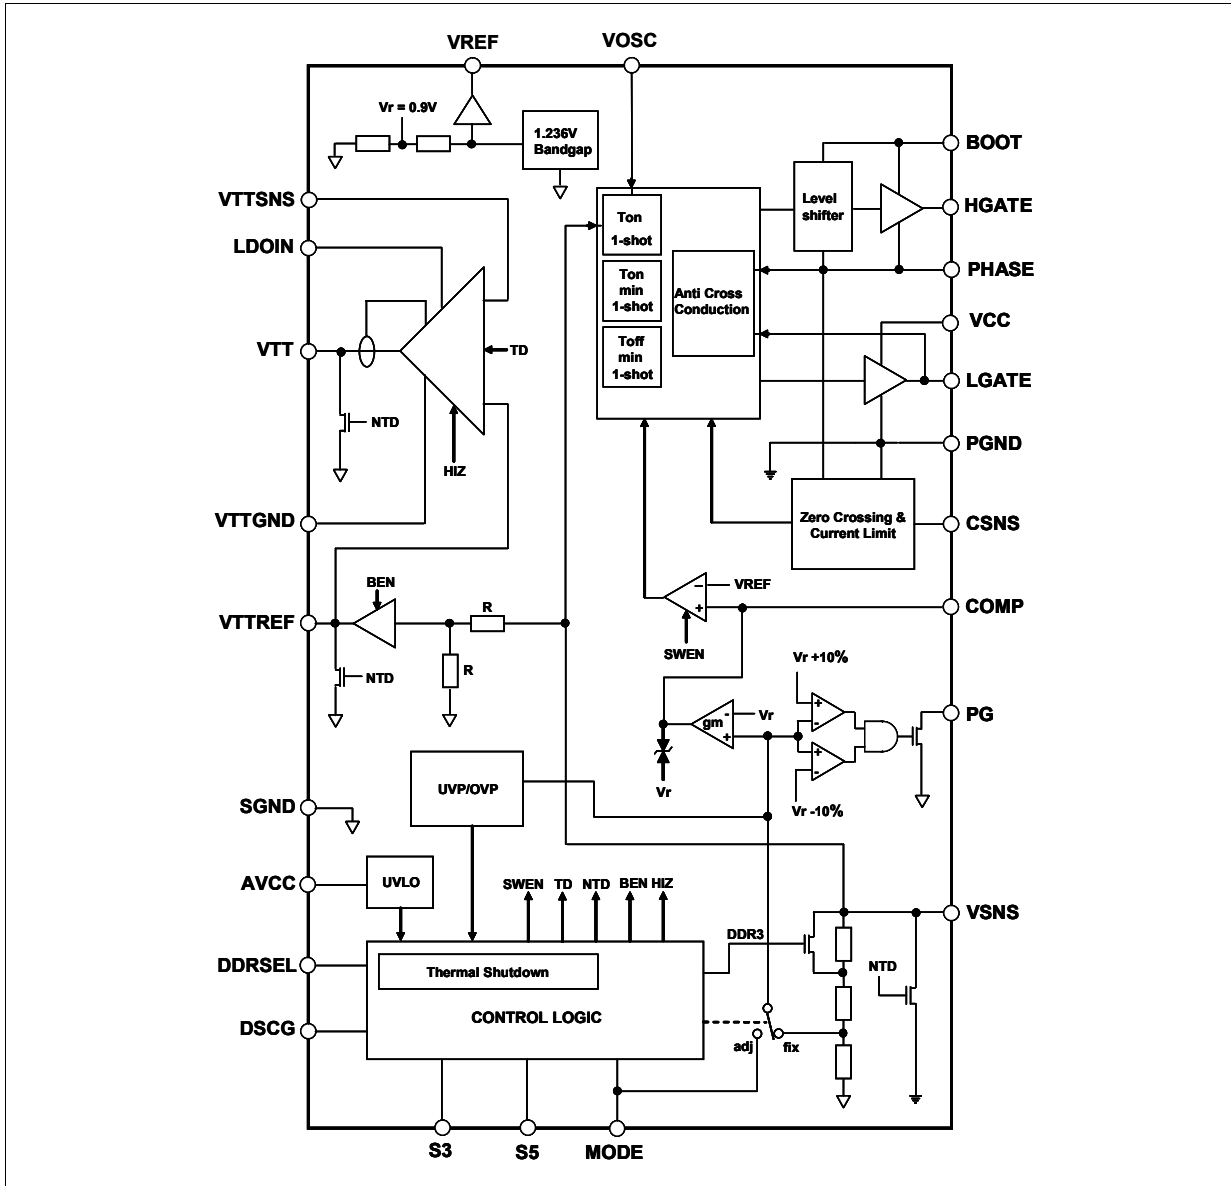 VREF
VOSC
Vr = 0.9V
1.236V
Bandgap
BOOT
VTTSNS
Level
shifter
HGATE
Ton
1-shot
LDOIN
PHASE
Ton
min
1-shot
Anti Cross
Conduction
VCC
VTT
TD
Toff
min
1-shot
LGATE
NTD
PGND
HIZ
VTTGND
Zero Crossing &
Current Limit
CSNS
BEN
– VREF
+
COMP
R
VTTREF
SWEN
Vr +10%
R
NTD
PG
gm
-
Vr
+
+
-
+
-
UVP/OVP
Vr
Vr -10%
SGND
AVCC
UVLO
SWEN
TD
NTD
BEN
HIZ
VSNS
DDR3
DDRSEL
Thermal Shutdown
NTD
DSCG
CONTROL LOGIC
adj
fix
S3
S5
MODE